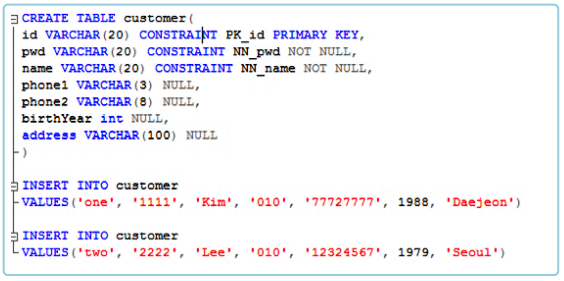 CREATE TABLE customer(
id VARCHAR(20) CONSTRAINT PK_id PRIMARY KEY,
pwd VARCHAR(20) CONSTRAINT NN_pwd NOT NULL,
name VARCHAR(20) CONSTRAINT NN_name NOT NULL,
phone1 VARCHAR(3) NULL,
phone2 VARCHAR(8) NULL,
birthYear int NULL,
address VARCHAR(100) NULL
)
INSERT INTO customer
VALUES('one', '1111', 'Kim', '010', '77727777', 1988, 'Daejeon')
INSERT INTO customer
VALUES('two', '2222', 'Lee', '010', '12324567', 1979, 'Seoul')